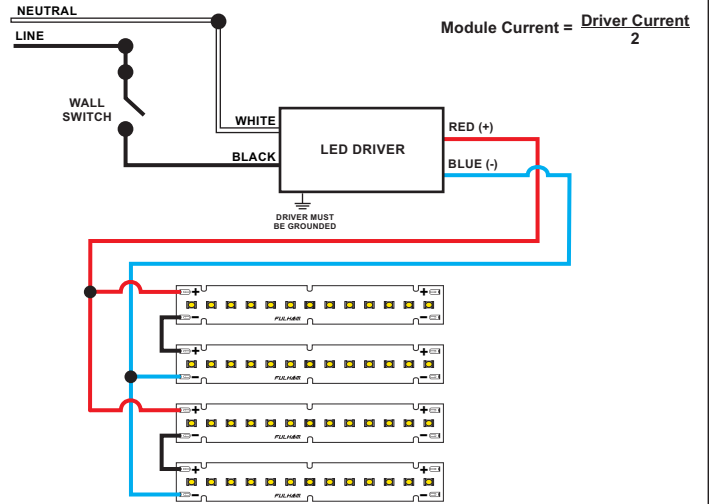 NEUTRAL
LINE
WALL
SWITCH
WHITE
BLACK
LED DRIVER
RED (+)
BLUE (-)
DRIVER MUST
BE GROUNDED
Module Current = Driver Current
2
+ +
- -
FULHAM
+ +
- -
FULHAM
+ +
- -
FULHAM
+ +
- -
FULHAM